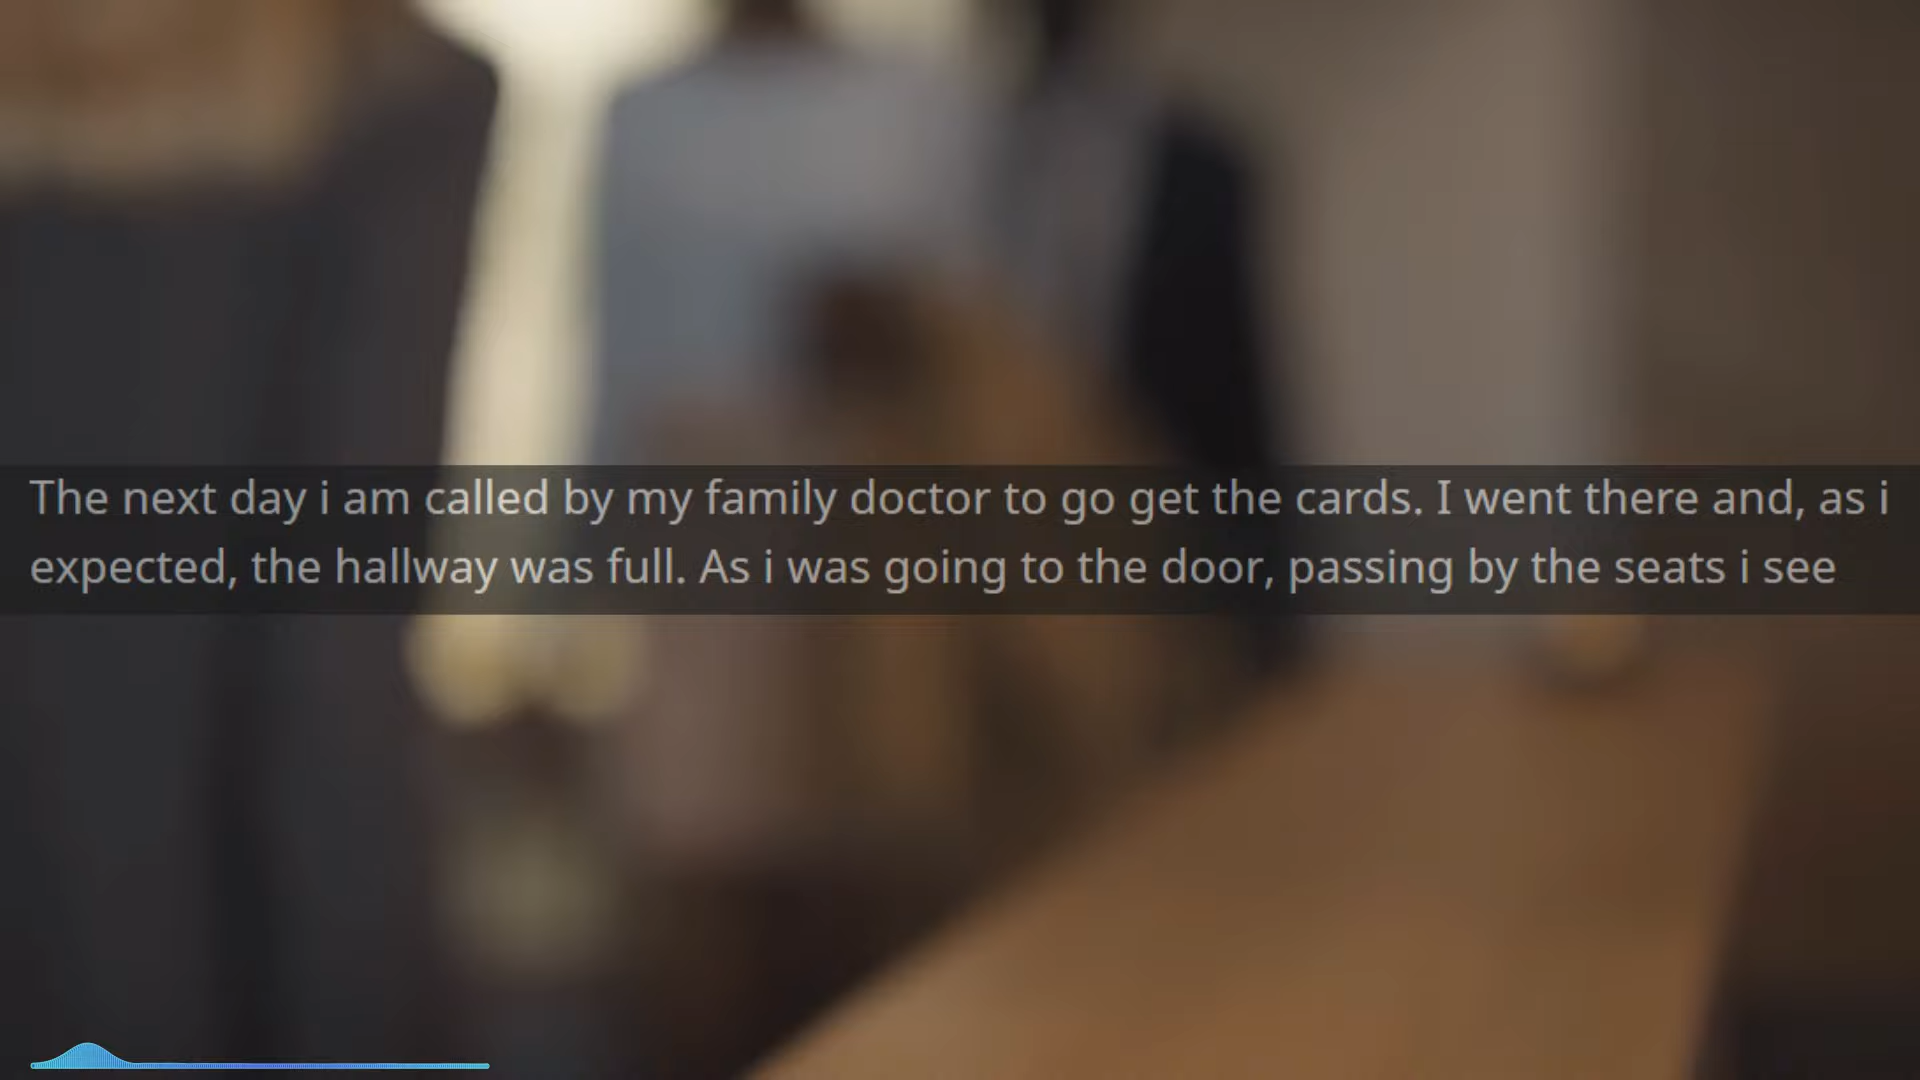 The next day i am called by my family doctor to go get the cards. I went there and, as i
expected, the hallway was full. As i was going to the door, passing by the seats i see